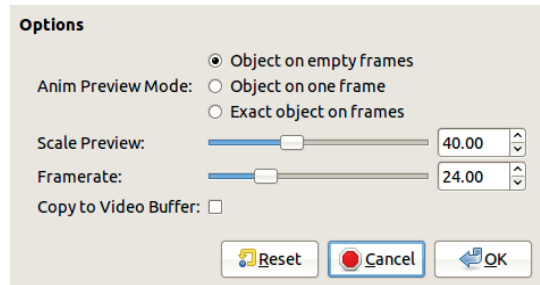 Options
Object on empty frames
Anim Preview Mode: Object on one frame
Exact object on frames
Scale Preview: 40.00
Framerate: 24.00
Copy to Video Buffer:
Reset Cancel OK